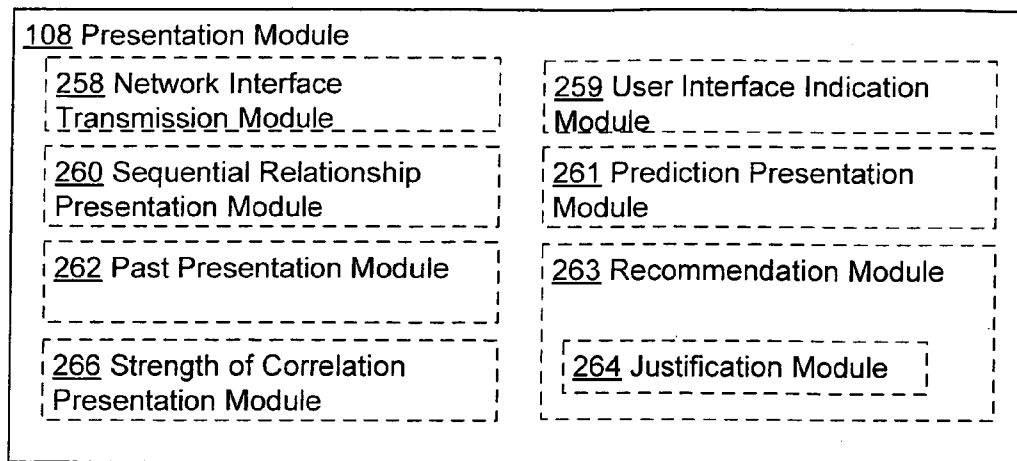 108 Presentation Module
258 Network Interface
Transmission Module
259 User Interface Indication
Module
260 Sequential Relationship
Presentation Module
261 Prediction Presentation
Module
262 Past Presentation Module
263 Recommendation Module
264 Justification Module
266 Strength of Correlation
Presentation Module